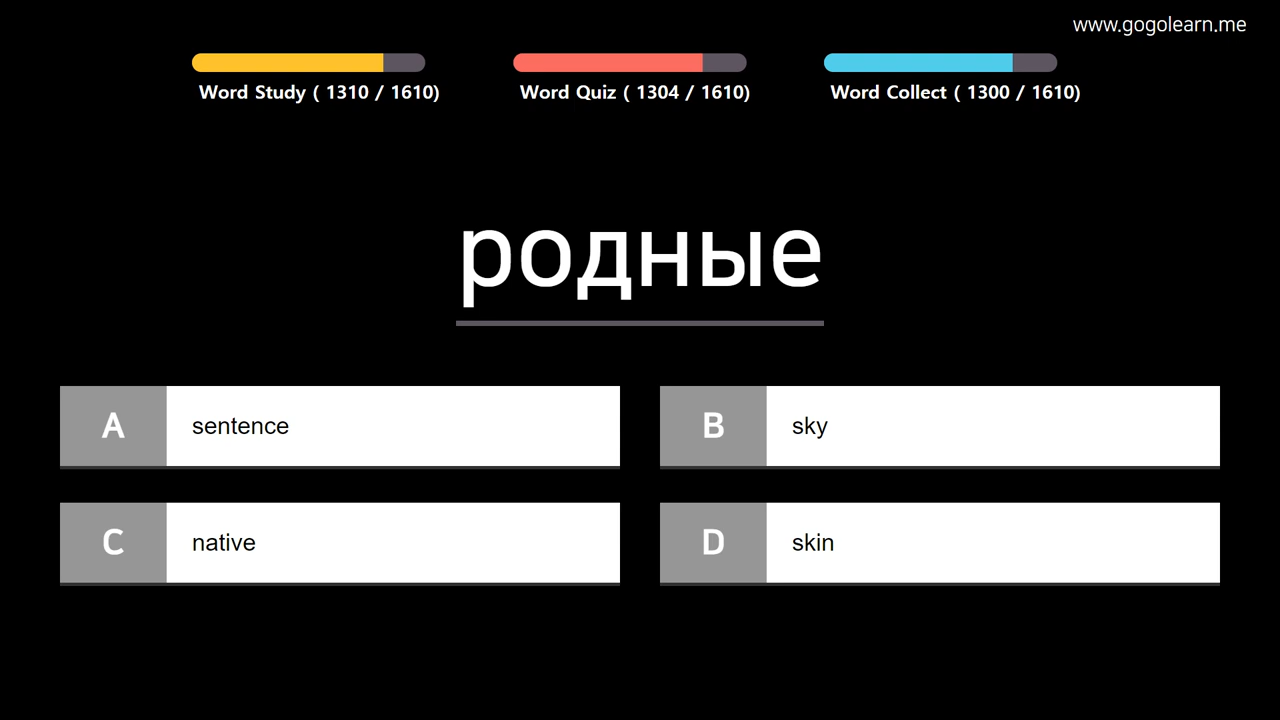 www.gogolearn.me
Word Study ( 1310 / 1610)
Word Quiz ( 1304 / 1610)
Word Collect ( 1300 / 1610)
родные
A sentence
B sky
C native
D skin